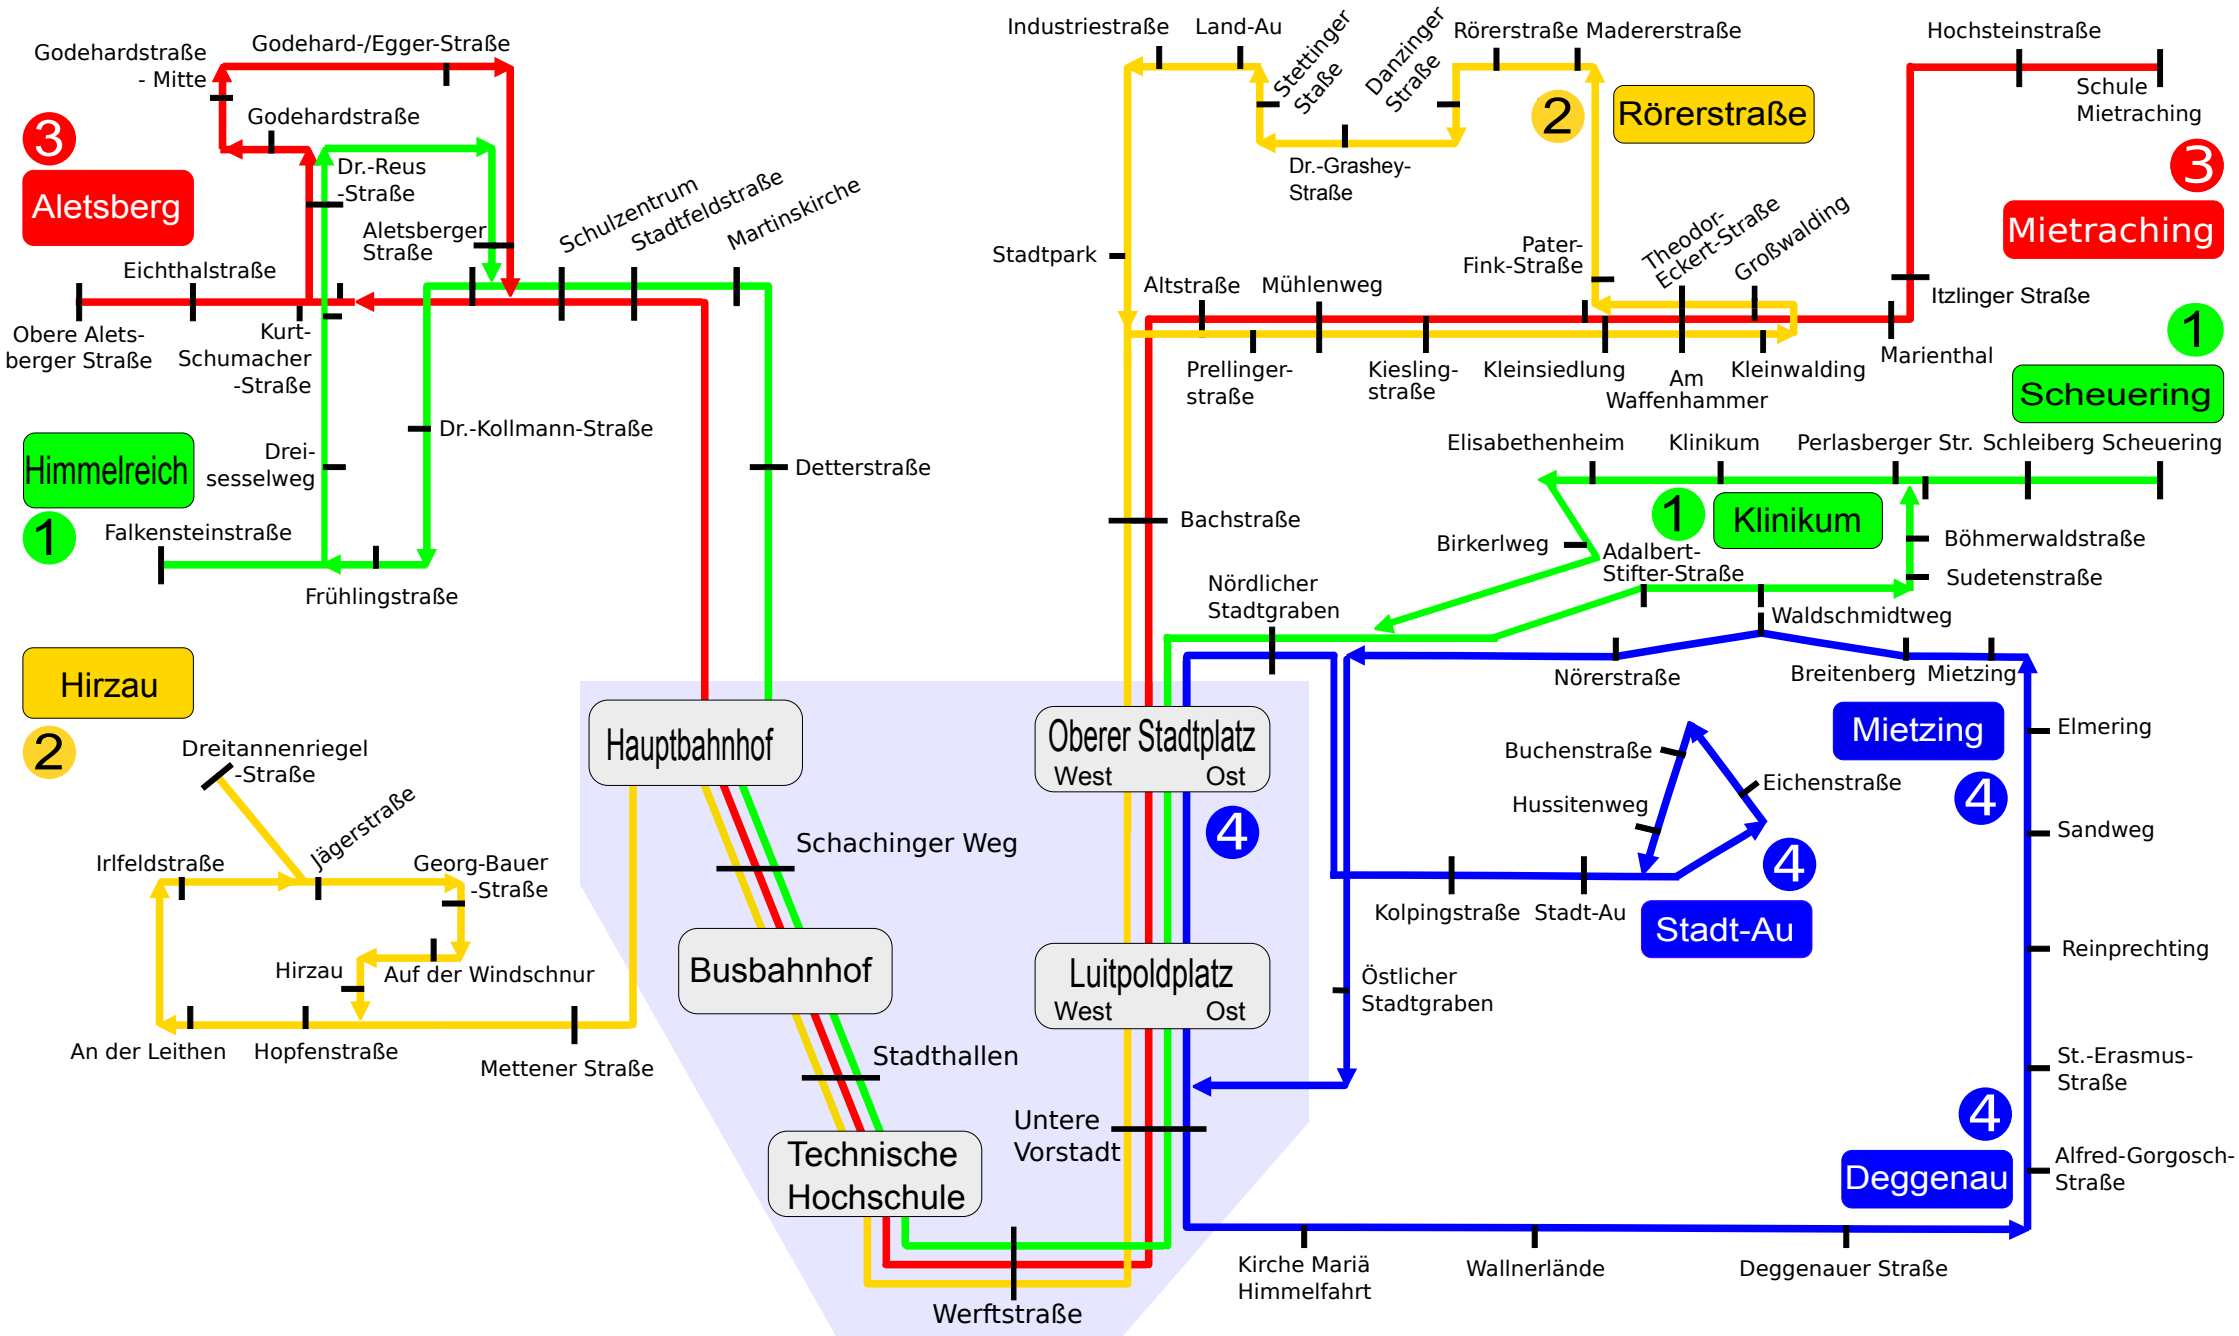 Godehardstraße
- Mitte
Godehard-/Egger-Straße
Godehardstraße
3
Aletsberg
Dr.-Reus
-Straße
Aletsberger
Straße
Schulzentrum
Stadtfeldstraße
Martinskirche
Eichthalstraße
Obere Alets-
berger Straße
Kurt-
Schumacher
-Straße
Himmelreich
1
Drei-
sesselweg
Dr.-Kollmann-Straße
Detterstraße
Falkensteinstraße
Frühlingstraße
Hirzau
2
Dreitannenriegel
-Straße
Jägerstraße
Irlfeldstraße
Georg-Bauer
-Straße
Hirzau
Auf der Windschnur
An der Leithen
Hopfenstraße
Mettener Straße
Hauptbahnhof
Schachinger Weg
Busbahnhof
Stadthallen
Technische
Hochschule
Werftstraße
Untere
Vorstadt
Luitpoldplatz
West Ost
Oberer Stadtplatz
West Ost
4
Industriestraße
Land-Au
Stettinger
Staße
Danzinger
Straße
Rörerstraße
Madererstraße
Dr.-Grashey-
Straße
2
Rörerstraße
Stadtpark
Hochsteinstraße
Schule
Mietraching
3
Mietraching
Altstraße
Mühlenweg
Pater-
Fink-Straße
Theodor-
Eckert-Straße
Großwalding
Itzlinger Straße
Prellinger-
straße
Kiesling-
straße
Kleinsiedlung
Am
Waffenhammer
Kleinwalding
Marienthal
1
Scheuering
Elisabethenheim
Klinikum
Perlasberger Str.
Schleiberg
Scheuering
1
Klinikum
Bachstraße
Birkerlweg
Adalbert-
Stifter-Straße
Böhmerwaldstraße
Sudetenstraße
Nördlicher
Stadtgraben
Waldschmidtweg
Nörerstraße
Breitenberg
Mietzing
Mietzing
4
Elmering
Buchenstraße
Eichenstraße
Hussitenweg
Sandweg
4
Kolpingstraße
Stadt-Au
Stadt-Au
Reinprechting
Östlicher
Stadtgraben
St.-Erasmus-
Straße
4
Deggenau
Alfred-Gorgosch-
Straße
Kirche Mariä
Himmelfahrt
Wallnerlände
Deggenauer Straße